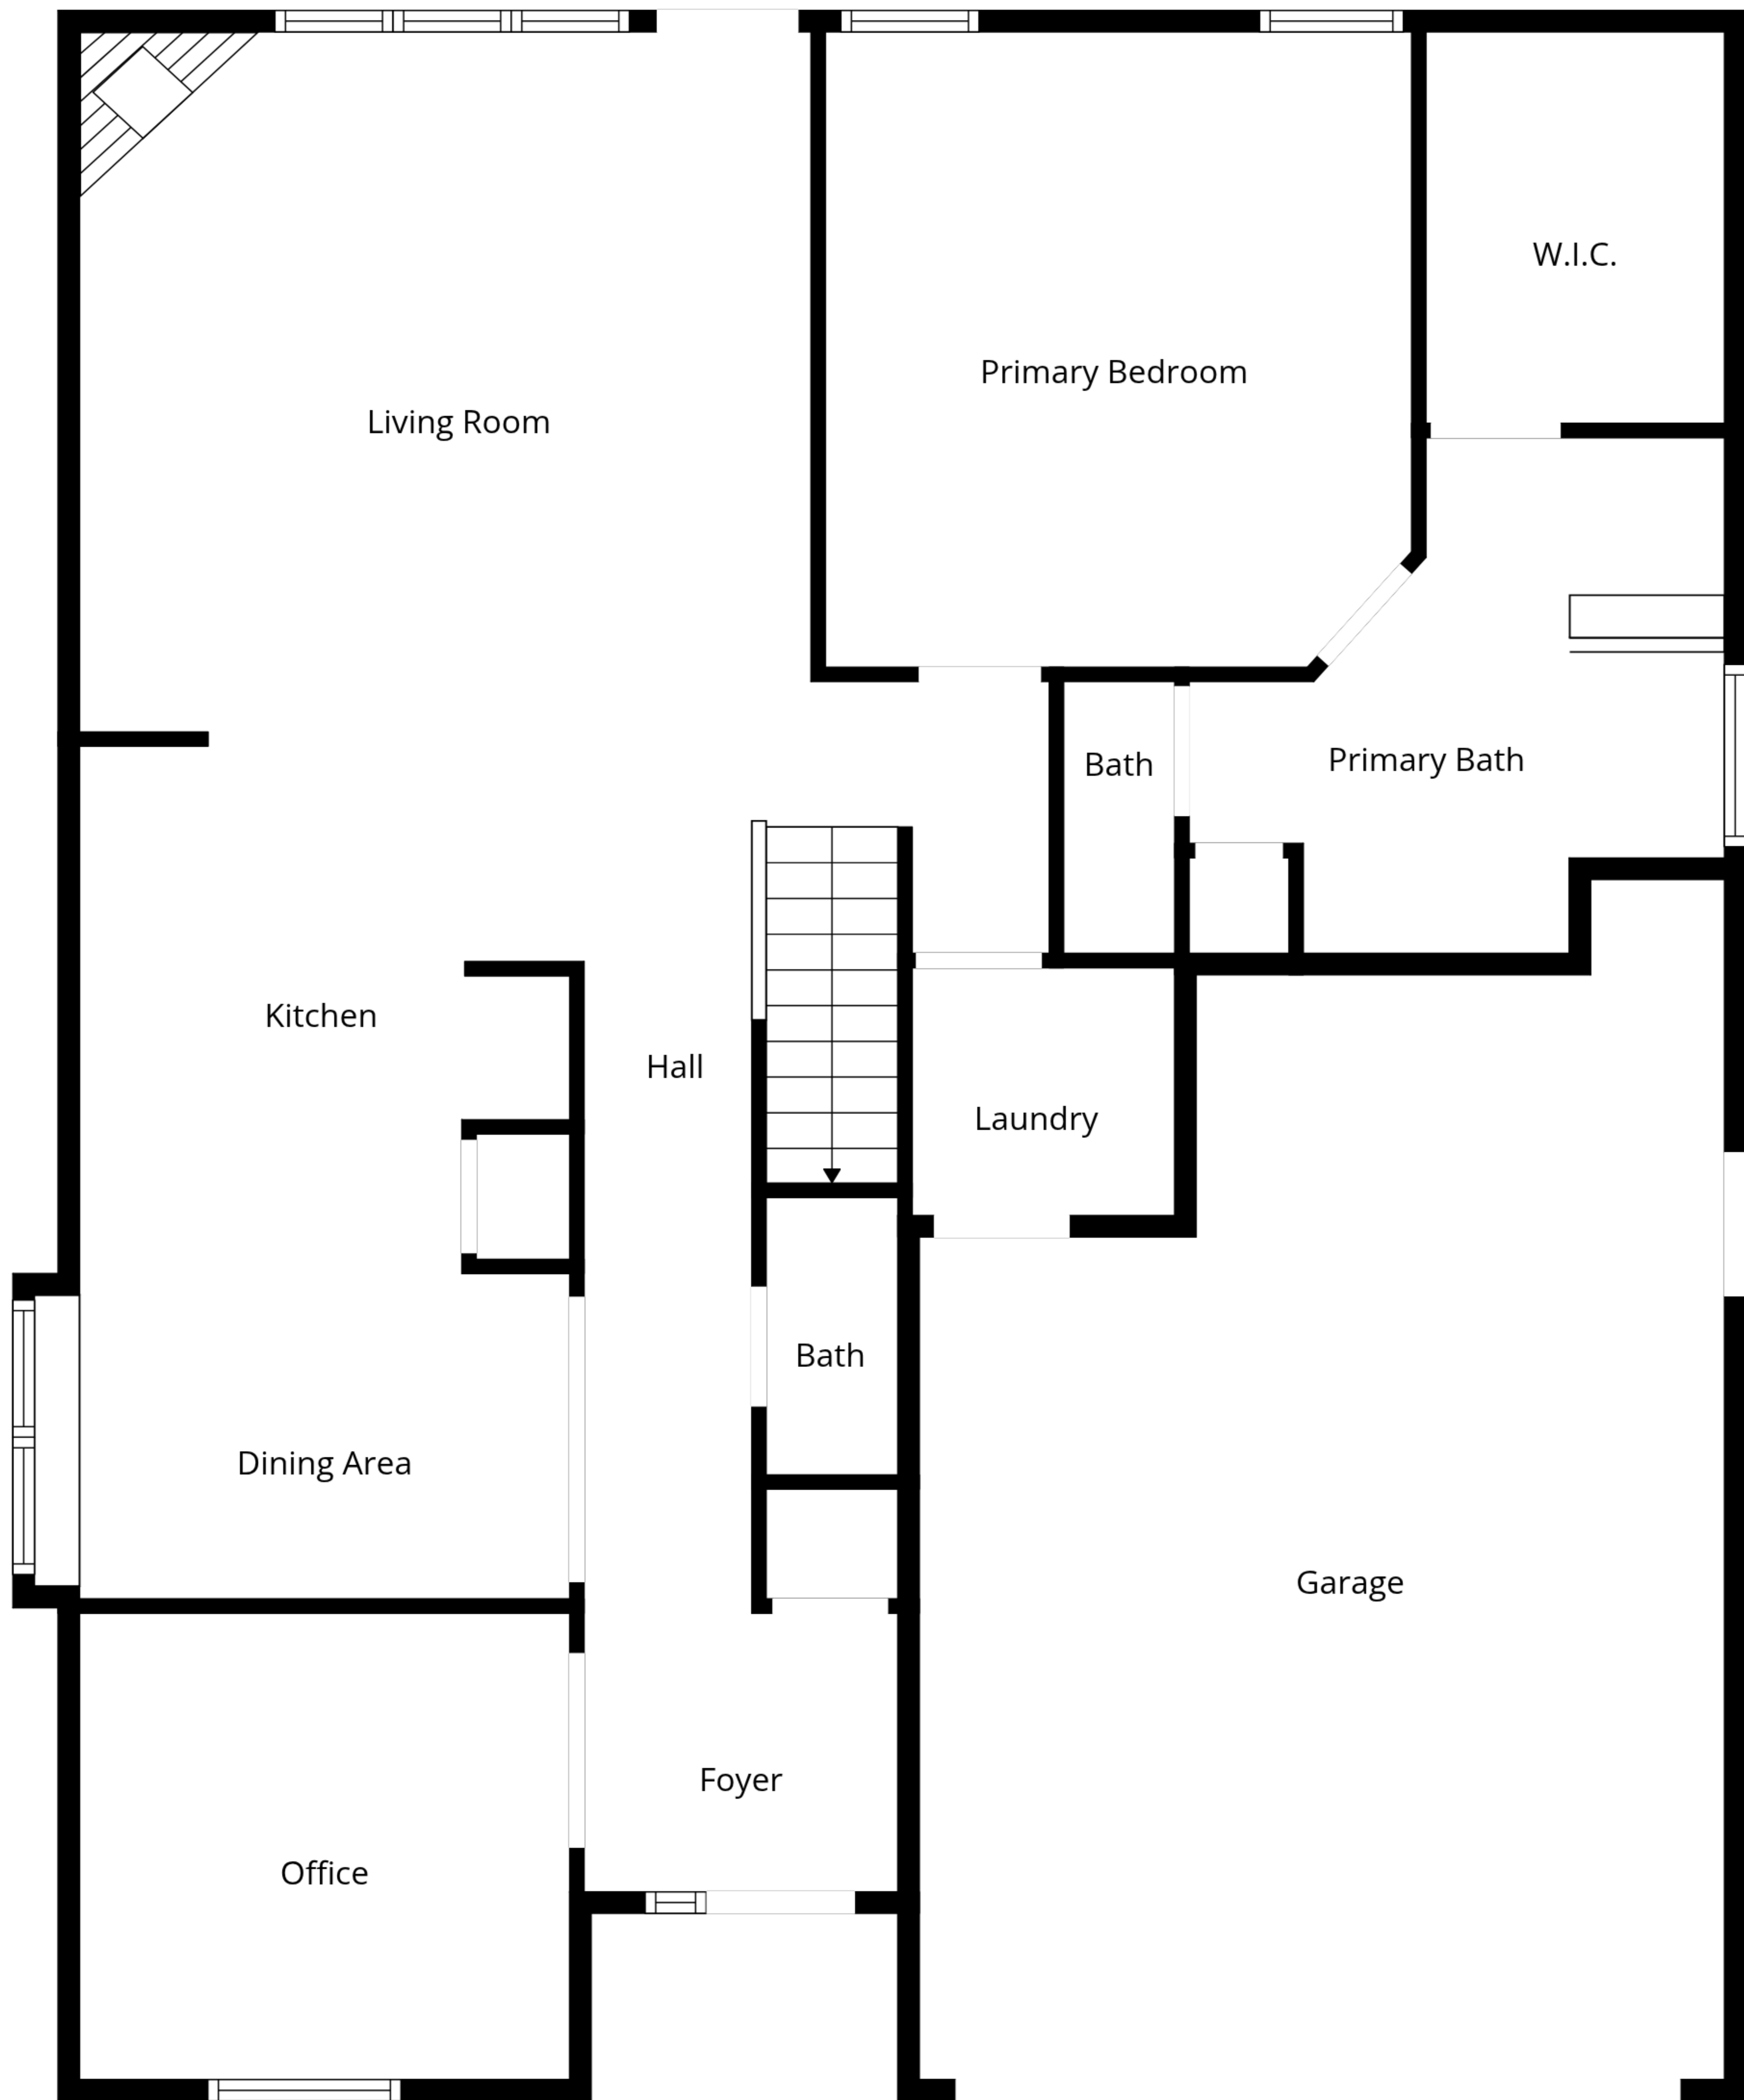 W.I.C.
Primary Bedroom
Living Room
Primary Bath
Bath
Kitchen
Hall
Laundry
Bath
Dining Area
Garage
Foyer
Office